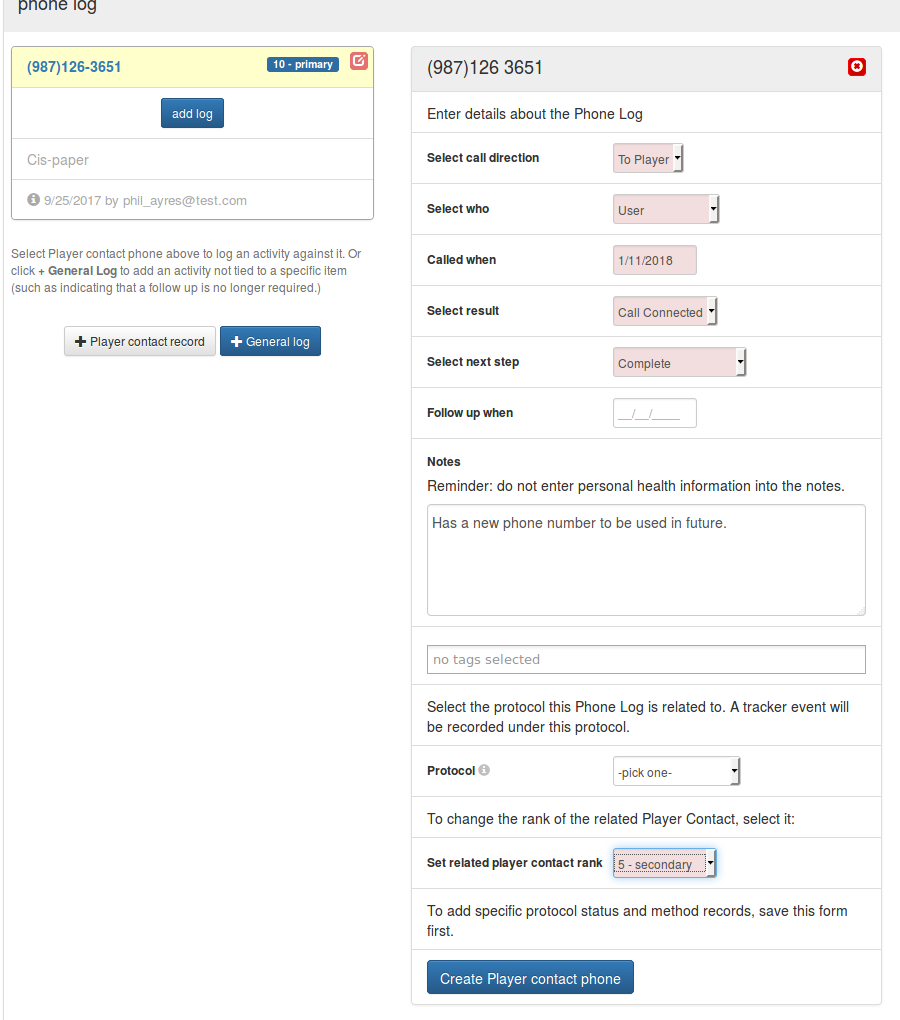 phone log
(987)126-3651
10 - primary
add log
Cis-paper
9/25/2017 by phil_ayres@test.com
Select Player contact phone above to log an activity against it. Or
click + General Log to add an activity not tied to a specific item
(such as indicating that a follow up is no longer required.)
+ Player contact record
+ General log
(987)126 3651
Enter details about the Phone Log
Select call direction
To Player
Select who
User
Called when
1/11/2018
Select result
Call Connected
Select next step
Complete
Follow up when
__/__/____
Notes
Reminder: do not enter personal health information into the notes.
Has a new phone number to be used in future.
no tags selected
Select the protocol this Phone Log is related to. A tracker event will
be recorded under this protocol.
Protocol
-pick one-
To change the rank of the related Player Contact, select it:
Set related player contact rank
5 - secondary
To add specific protocol status and method records, save this form
first.
Create Player contact phone